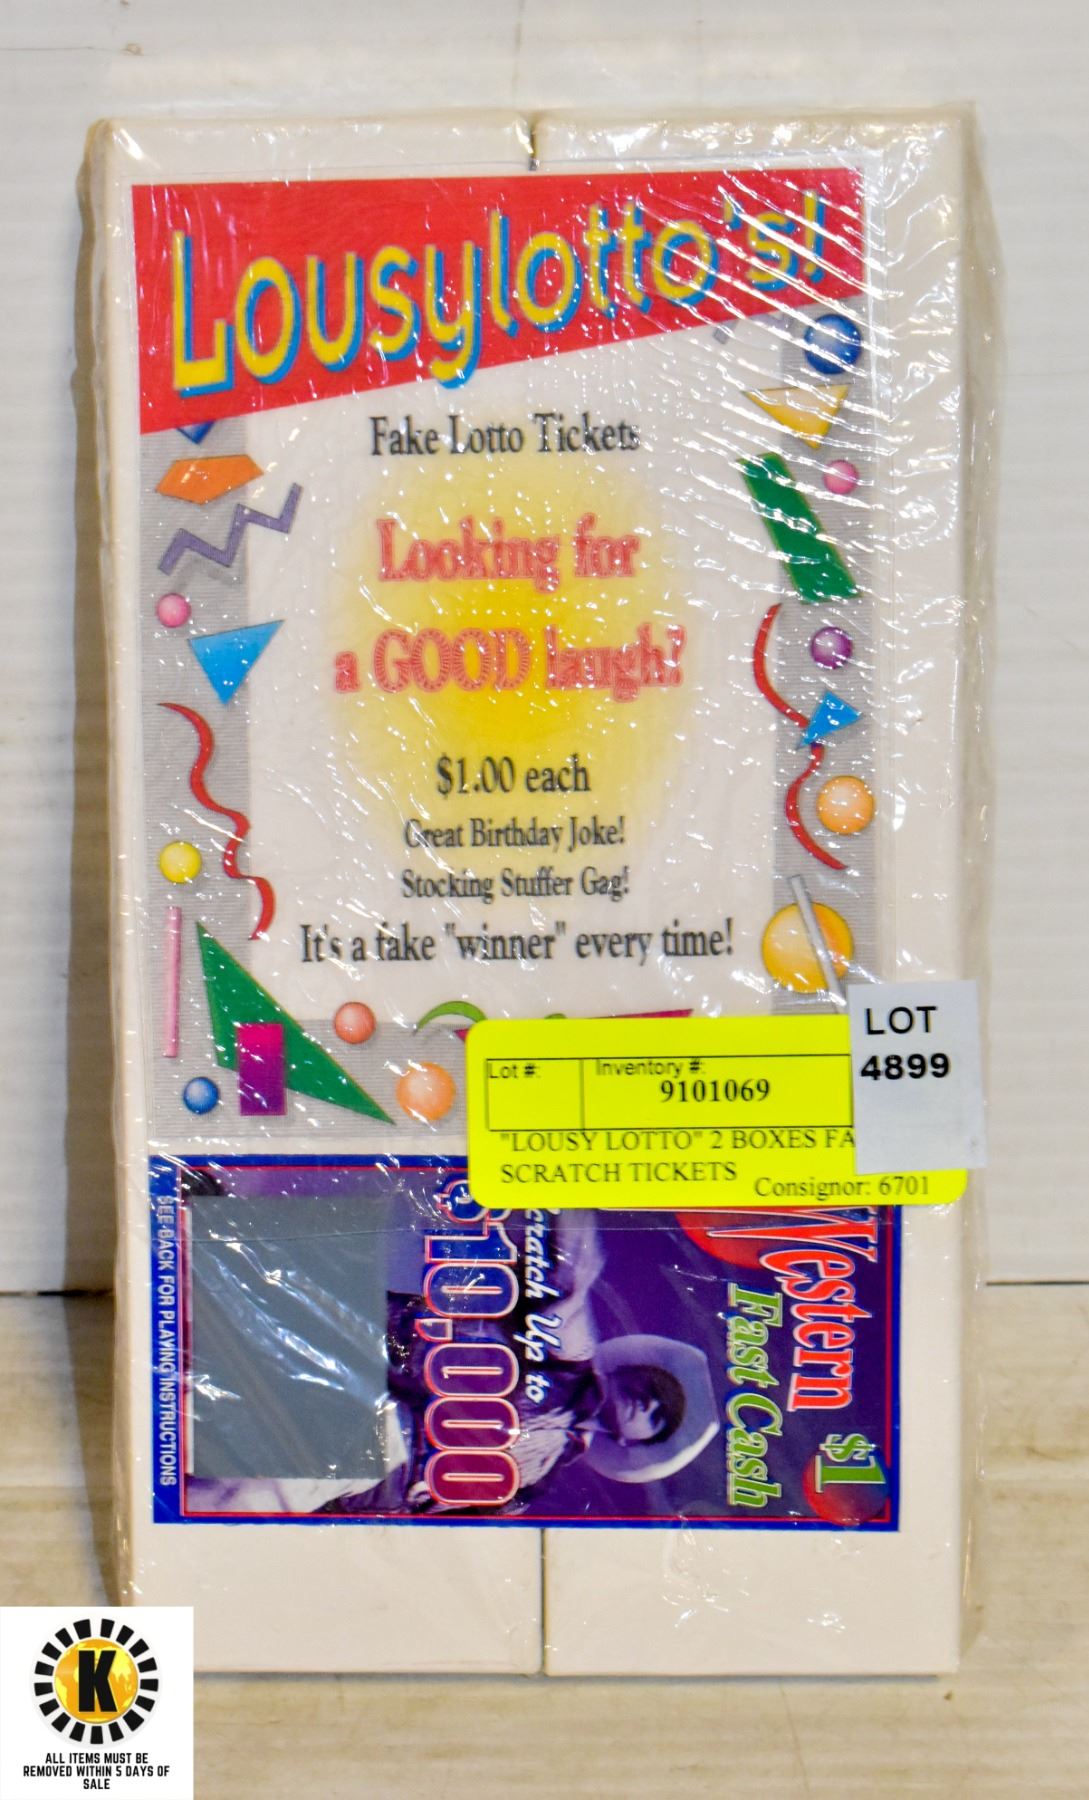 Lousylotto's!
Fake Lotto Tickets
Looking for
a GOOD laugh?
$1.00 each
Great Birthday Joke!
Stocking Stuffer Gag!
It's a fake "winner" every time!
LOT
4899
Lot #:
Inventory #:
9101069
"LOUSY LOTTO" 2 BOXES FA
SCRATCH TICKETS
Consignor: 6701
$1
Western
Fast Cash
Scratch Up to
$10,000
SEE BACK FOR PLAYING INSTRUCTIONS
K
ALL ITEMS MUST BE
REMOVED WITHIN 5 DAYS OF
SALE